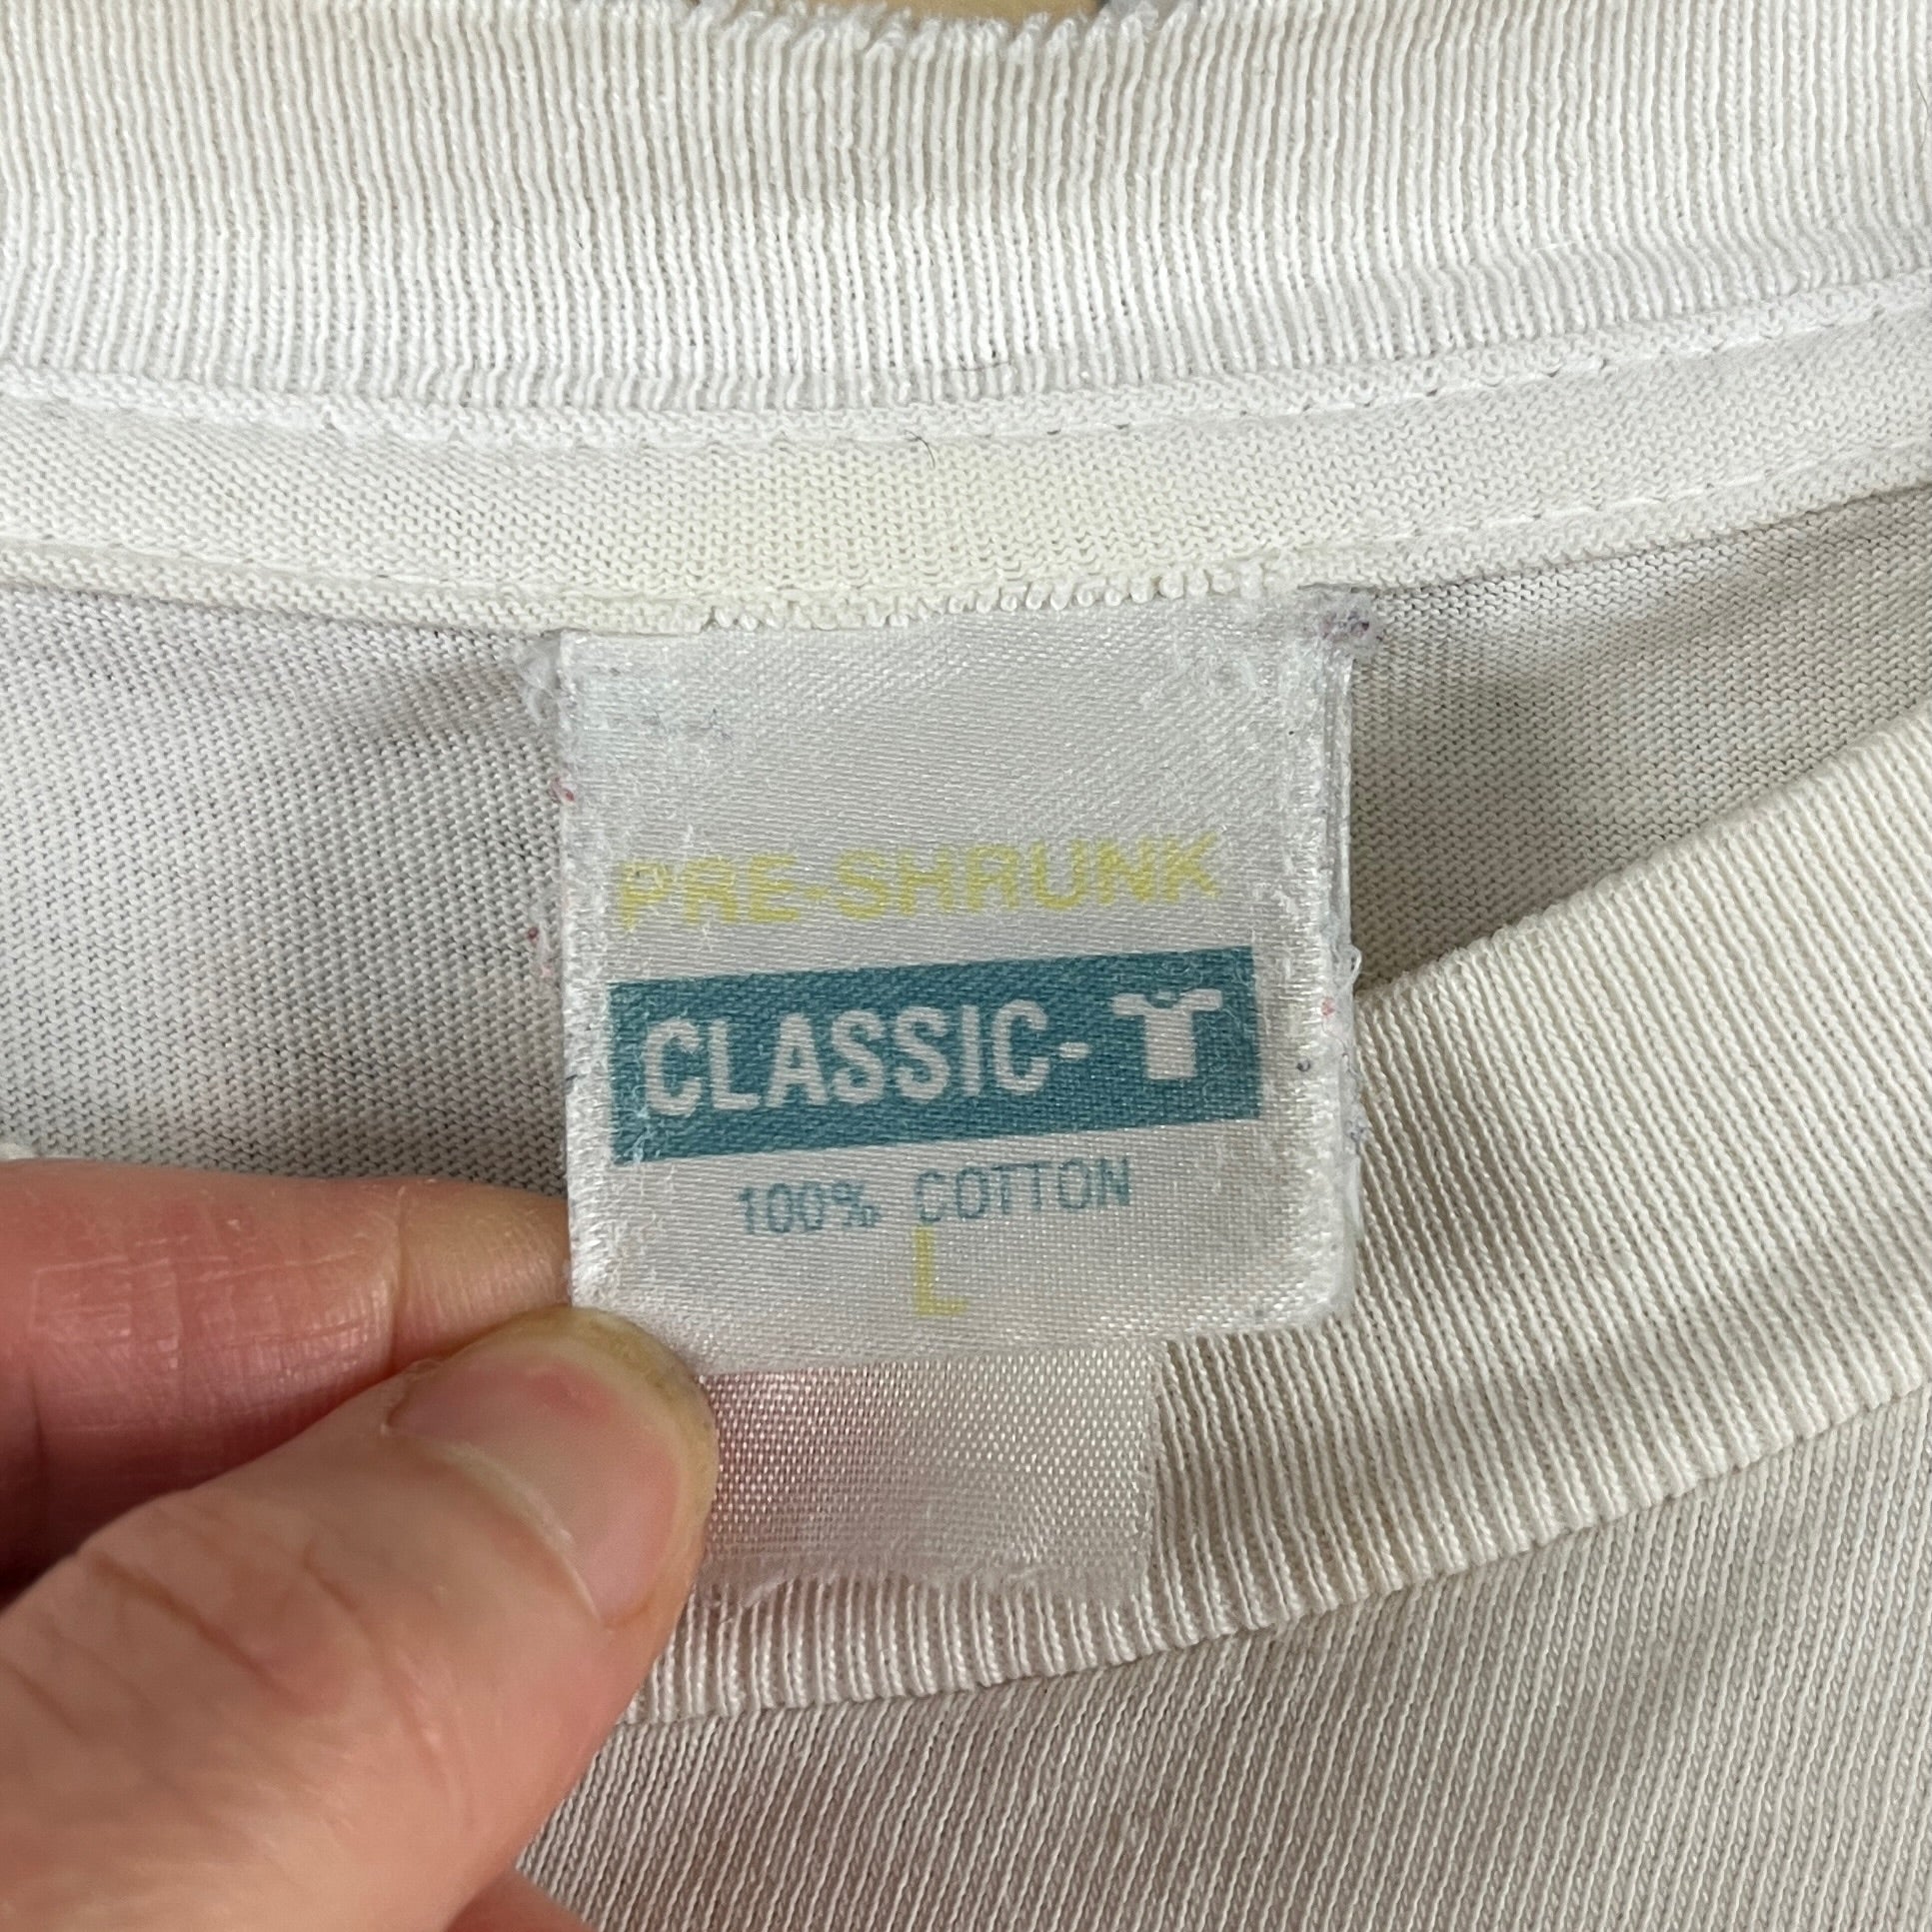 PRE-SHRUNK
CLASSIC-T
100% COTTON
L